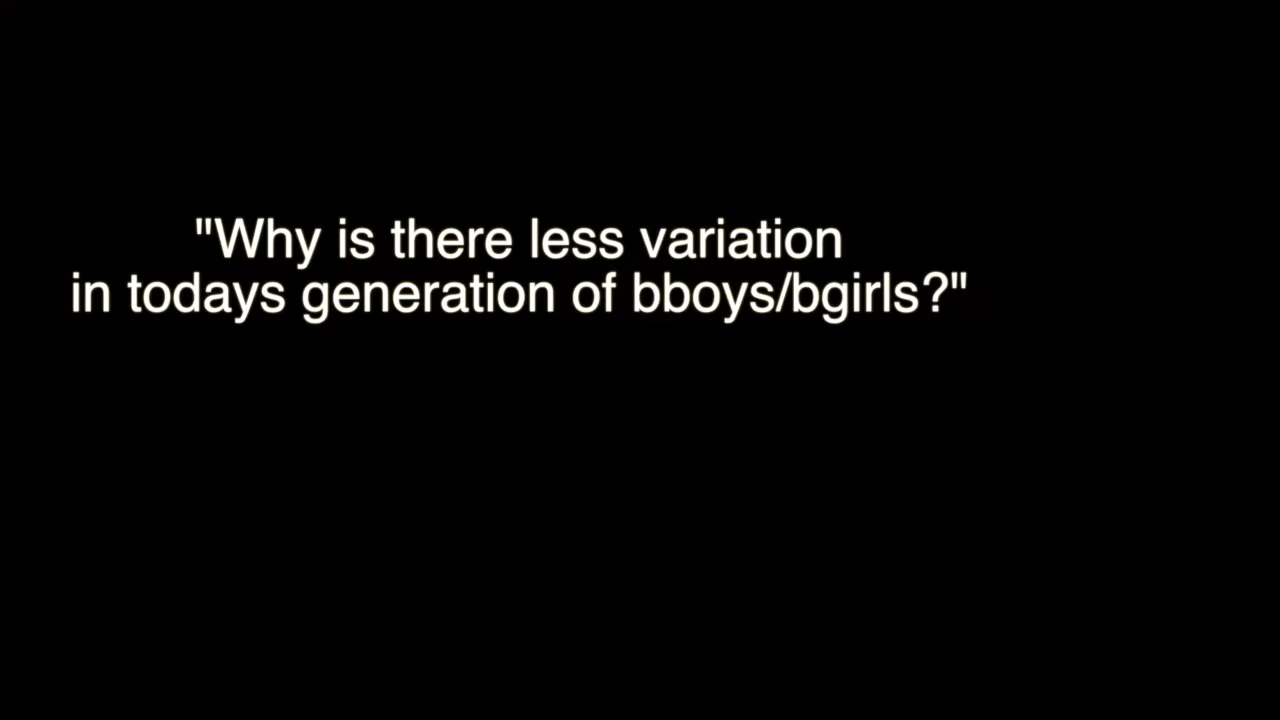 "Why is there less variation
in todays generation of bboys/bgirls?"